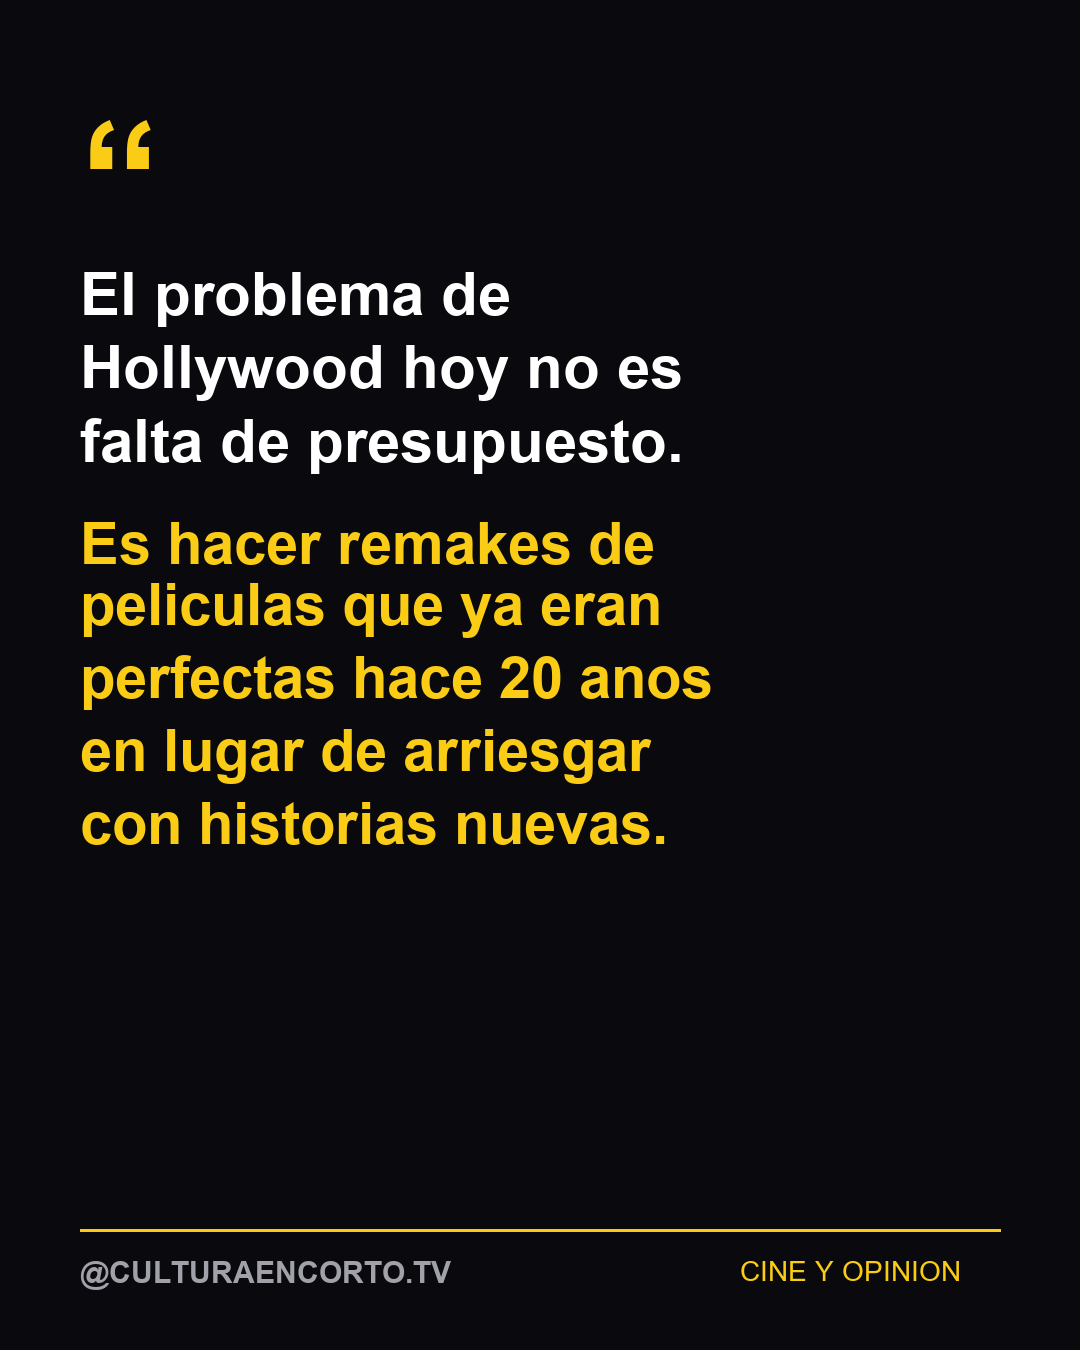 “
El problema de
Hollywood hoy no es
falta de presupuesto.
Es hacer remakes de
peliculas que ya eran
perfectas hace 20 anos
en lugar de arriesgar
con historias nuevas.
@CULTURAENCORTO.TV
CINE Y OPINION